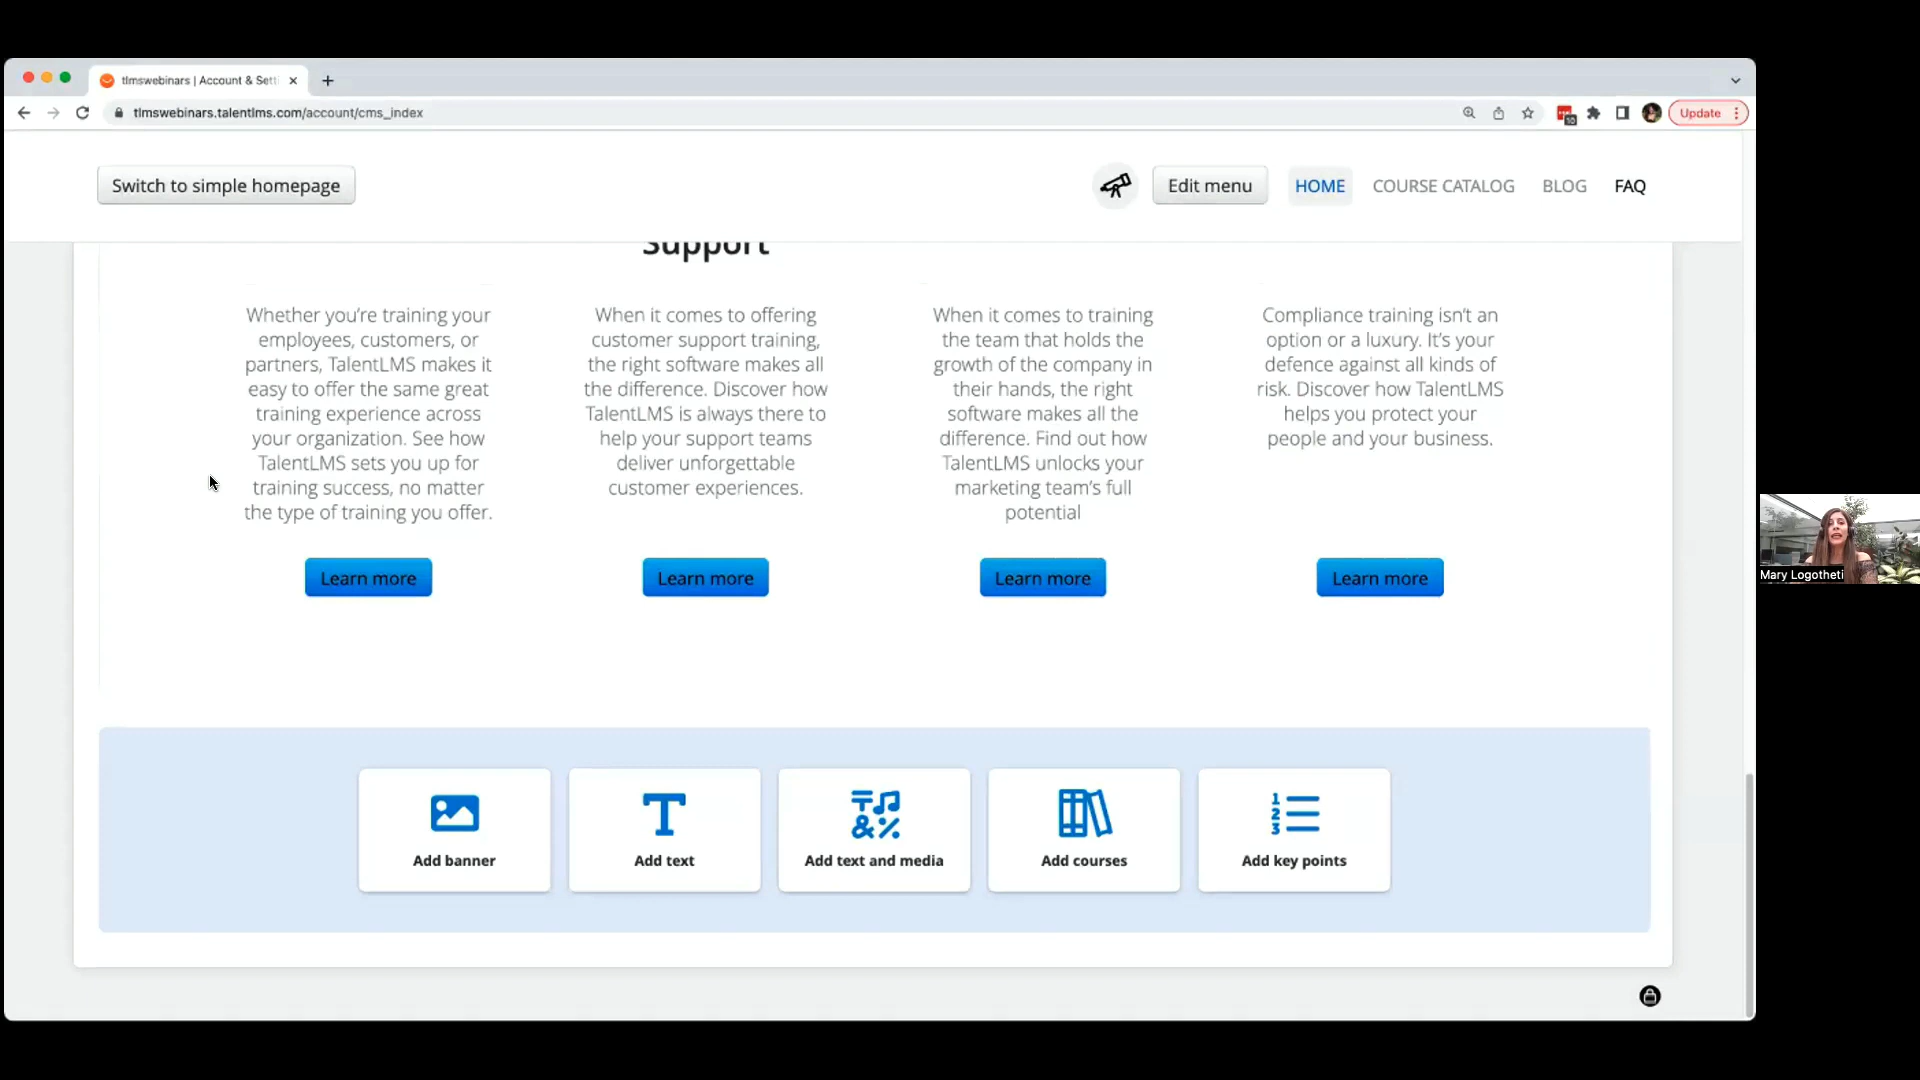 tlmswebinars | Account & Setti
tlmswebinars.talentlms.com/account/cms_index
Update
Switch to simple homepage
Edit menu
HOME
COURSE CATALOG
BLOG
FAQ
Support
Whether you're training your
employees, customers, or
partners, TalentLMS makes it
easy to offer the same great
training experience across
your organization. See how
TalentLMS sets you up for
training success, no matter
the type of training you offer.
Learn more
When it comes to offering
customer support training,
the right software makes all
the difference. Discover how
TalentLMS is always there to
help your support teams
deliver unforgettable
customer experiences.
Learn more
When it comes to training
the team that holds the
growth of the company in
their hands, the right
software makes all the
difference. Find out how
TalentLMS unlocks your
marketing team's full
potential
Learn more
Compliance training isn't an
option or a luxury. It's your
defence against all kinds of
risk. Discover how TalentLMS
helps you protect your
people and your business.
Learn more
Add banner
Add text
Add text and media
Add courses
Add key points
Mary Logotheti